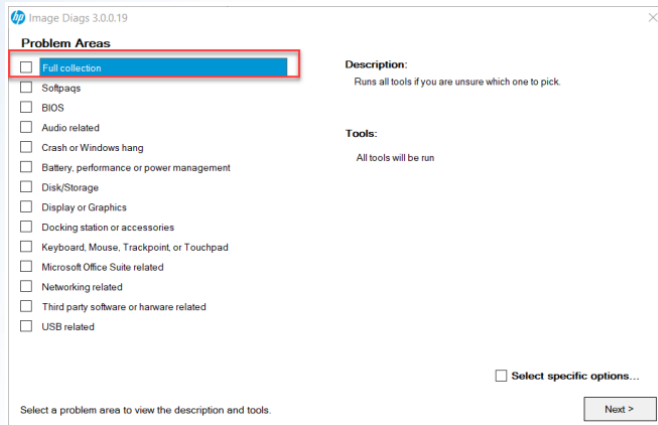 hp Image Diags 3.0.0.19
Problem Areas
Full collection
Softpaqs
BIOS
Audio related
Crash or Windows hang
Battery, performance or power management
Disk/Storage
Display or Graphics
Docking station or accessories
Keyboard, Mouse, Trackpoint, or Touchpad
Microsoft Office Suite related
Networking related
Third party software or harware related
USB related
Description:
Runs all tools if you are unsure which one to pick.
Tools:
All tools will be run
Select specific options...
Select a problem area to view the description and tools.
Next >